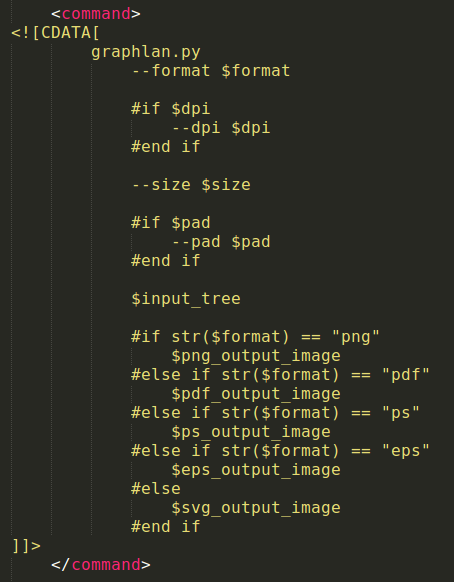 <command>
<![CDATA[
graphlan.py
--format $format
#if $dpi
--dpi $dpi
#end if
--size $size
#if $pad
--pad $pad
#end if
$input_tree
#if str($format) == "png"
$png_output_image
#else if str($format) == "pdf"
$pdf_output_image
#else if str($format) == "ps"
$ps_output_image
#else if str($format) == "eps"
$eps_output_image
#else
$svg_output_image
#end if
]]>
</command>